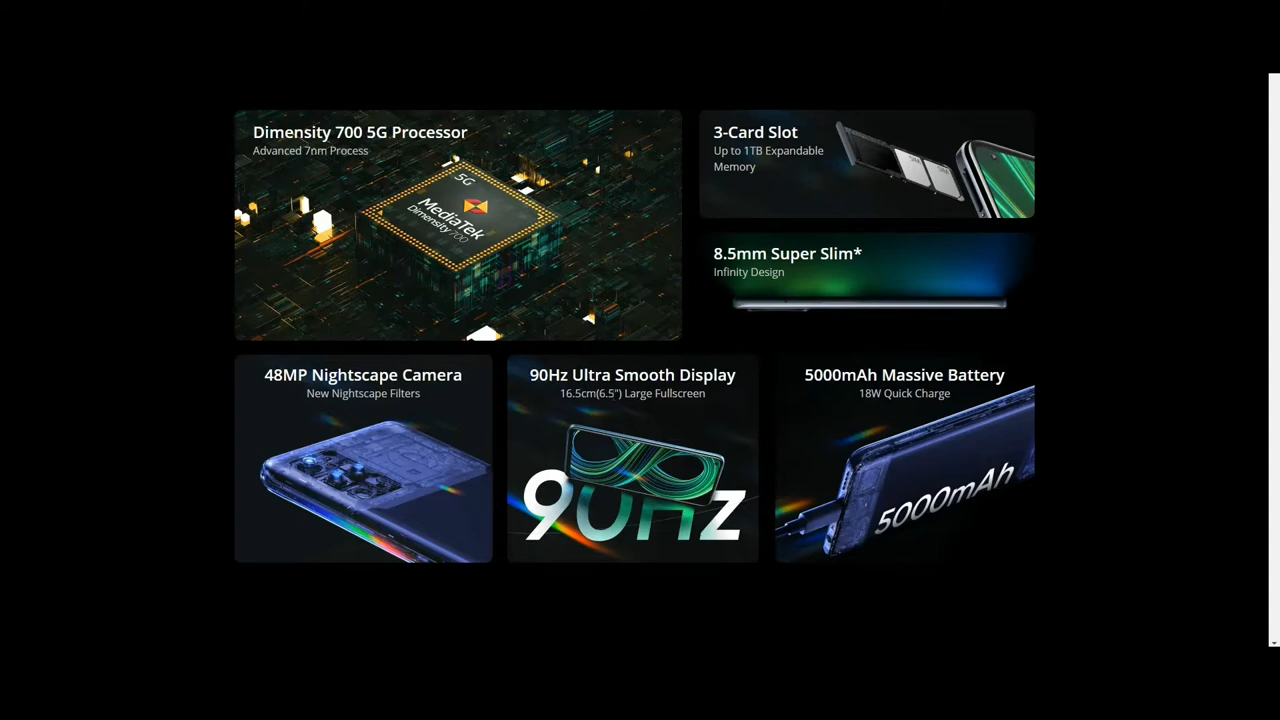 Dimensity 700 5G Processor
Advanced 7nm Process
5G
MediaTek
Dimensity 700
3-Card Slot
Up to 1TB Expandable
Memory
8.5mm Super Slim*
Infinity Design
48MP Nightscape Camera
New Nightscape Filters
90Hz Ultra Smooth Display
16.5cm(6.5") Large Fullscreen
90Hz
5000mAh Massive Battery
18W Quick Charge
5000mAh